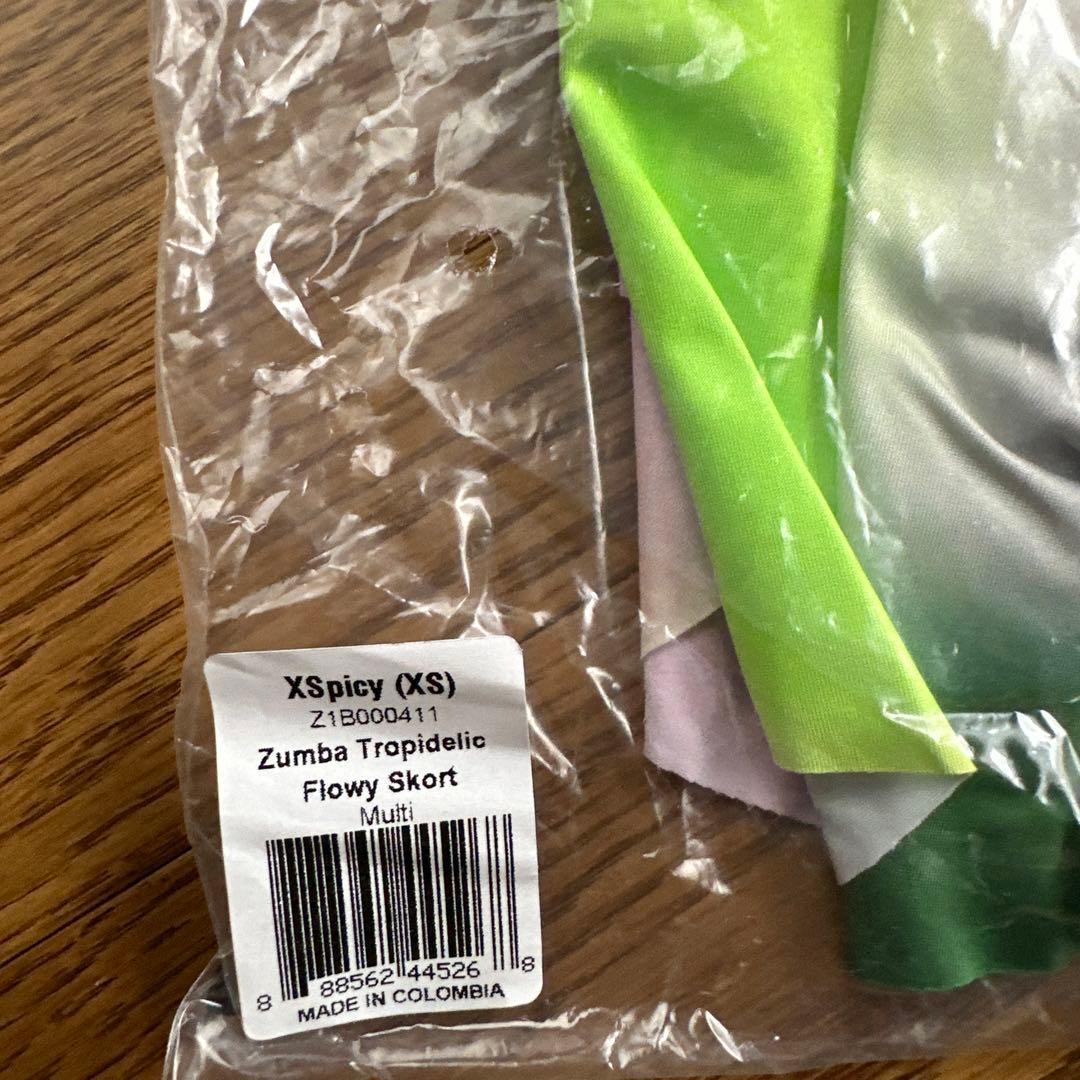 XSpicy (XS)
Z1B000411
Zumba Tropidelic
Flowy Skort
Multi
8 88562 44526 8
MADE IN COLOMBIA